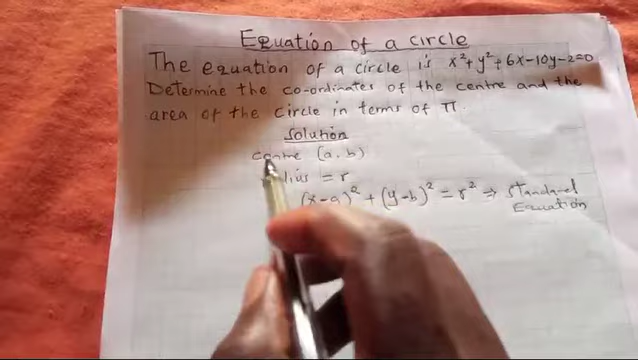 Equation of a circle
The equation of a circle is x²+y²+6x-10y-2=0
Determine the co-ordinates of the centre and the
area of the circle in terms of π.
Solution
Centre (a, b)
= r
(x-a)² + (y-b)² = r² ⇒ Standard
Equation